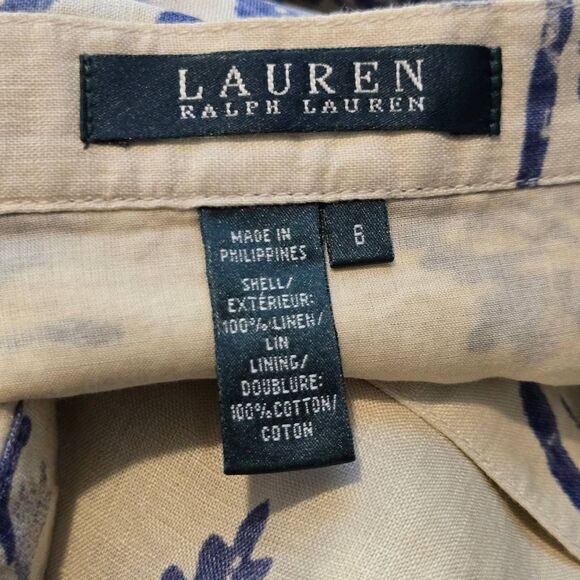 LAUREN
RALPH LAUREN
MADE IN
PHILIPPINES
6
SHELL/
EXTÉRIEUR:
100% LINEN/
LIN
LINING/
DOUBLURE:
100% COTTON/
COTON